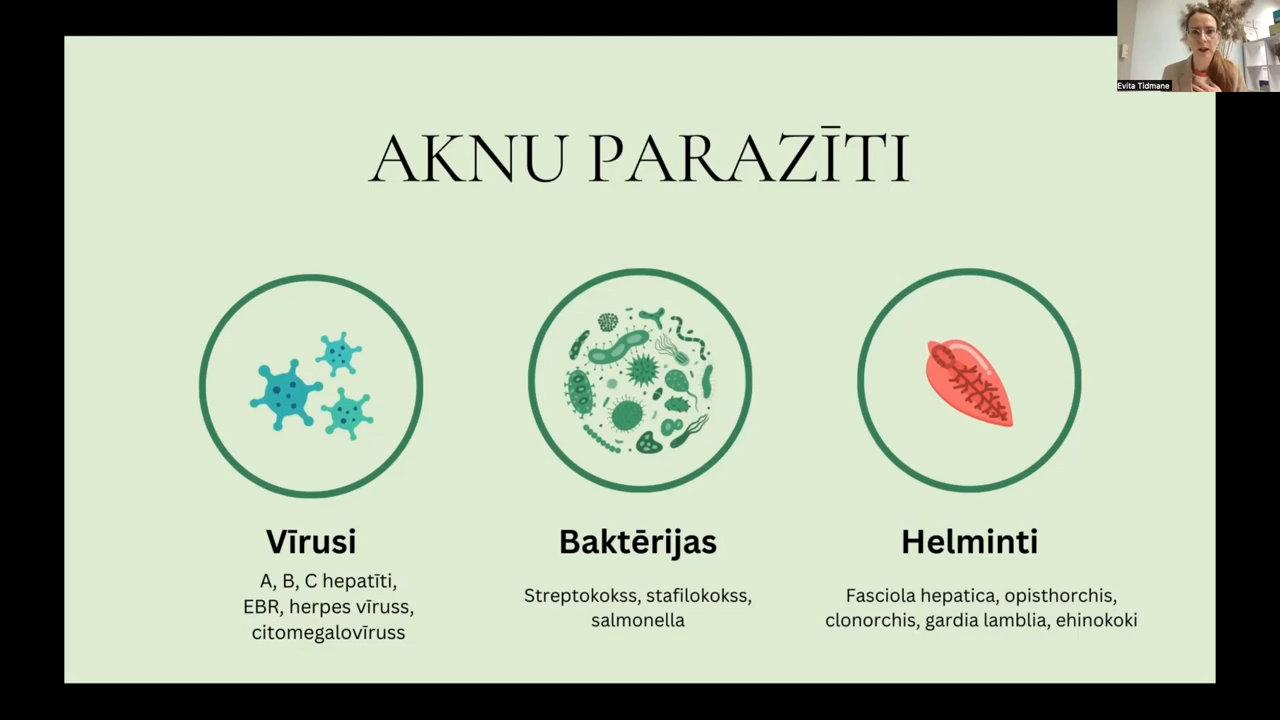 Evita Tidmane
AKNU PARAZĪTI
Vīrusi
A, B, C hepatīti,
EBR, herpes vīruss,
citomegalovīruss
Baktērijas
Streptokokss, stafilokokss,
salmonella
Helminti
Fasciola hepatica, opisthorchis,
clonorchis, gardia lamblia, ehinokoki